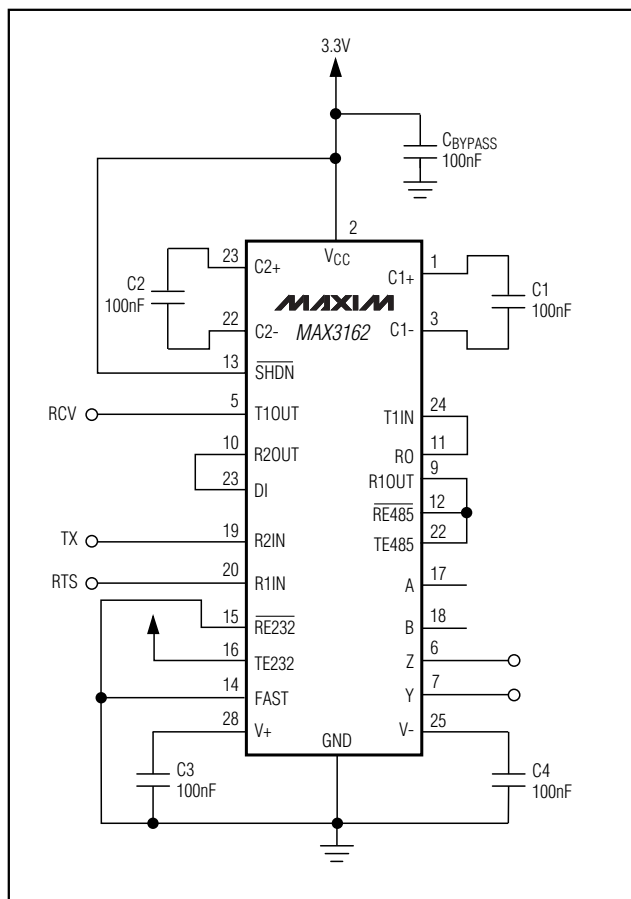 3.3V
CBYPASS
100nF
2
VCC
23
C2+
C2
100nF
22
C2-
1
C1+
C1
100nF
3
C1-
MAXIM
MAX3162
13
SHDN
RCV
5
T1OUT
24
T1IN
10
R2OUT
11
RO
23
DI
9
R1OUT
12
RE485
TX
19
R2IN
22
TE485
RTS
20
R1IN
17
A
15
RE232
18
B
16
TE232
6
Z
14
FAST
7
Y
28
V+
25
V-
GND
C3
100nF
C4
100nF